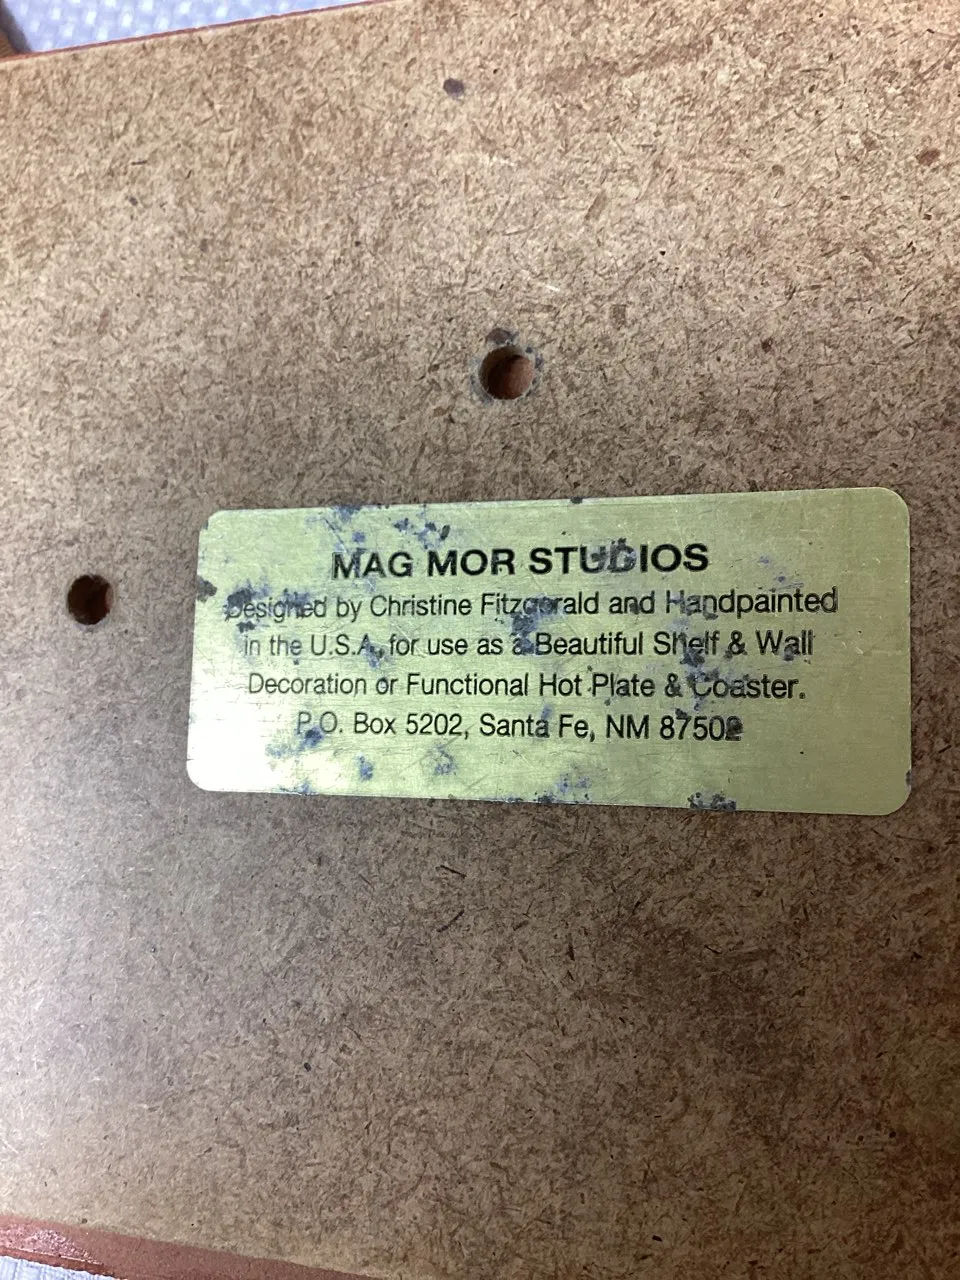 MAG MOR STUDIOS
Designed by Christine Fitzgerald and Handpainted
in the U.S.A. for use as a Beautiful Shelf & Wall
Decoration or Functional Hot Plate & Coaster.
P.O. Box 5202, Santa Fe, NM 87502